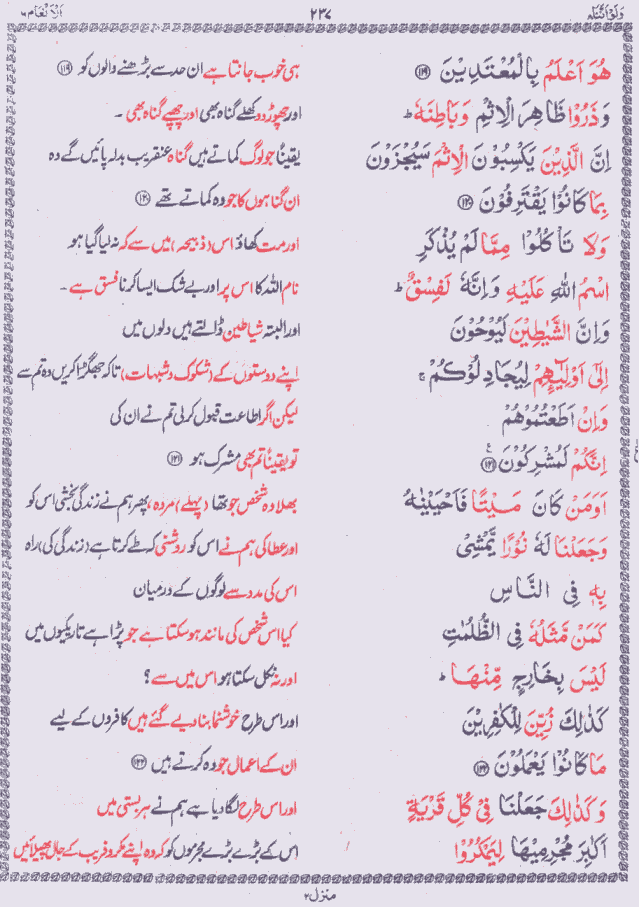 وَلَوْ اَنَّنَا ٨ ٢٣٧ اَلْاَنْعَام ٦
هُوَ اَعْلَمُ بِالْمُعْتَدِيْنَ ﴿١١٩﴾ ہی خوب جانتا ہے ان حد سے بڑھنے والوں کو ﴿١١٩﴾
وَذَرُوْا ظَاهِرَ الْاِثْمِ وَبَاطِنَهٗ ؕ اور چھوڑ دو کھلے گناہ بھی اور چھپے گناہ بھی ۔
اِنَّ الَّذِيْنَ يَكْسِبُوْنَ الْاِثْمَ سَيُجْزَوْنَ یقیناً جو لوگ کماتے ہیں گناہ عنقریب بدلہ پائیں گے وہ
بِمَا كَانُوْا يَقْتَرِفُوْنَ ﴿١٢٠﴾ ان گناہوں کا جو وہ کماتے تھے ﴿١٢٠﴾
وَلَا تَاْكُلُوْا مِمَّا لَمْ يُذْكَرِ اور مت کھاؤ اس (ذبیحہ) میں سے کہ نہ لیا گیا ہو
اسْمُ اللّٰهِ عَلَيْهِ وَاِنَّهٗ لَفِسْقٌ ؕ نام اللہ کا اس پر اور بے شک ایسا کرنا فسق ہے ۔
وَاِنَّ الشَّيٰطِيْنَ لَيُوْحُوْنَ اور البتہ شیاطین ڈالتے ہیں دلوں میں
اِلٰٓى اَوْلِيٰٓـِٕهِمْ لِيُجَادِلُوْكُمْ ۚ اپنے دوستوں کے (شکوک و شبہات) تاکہ جھگڑا کریں وہ تم سے
وَاِنْ اَطَعْتُمُوْهُمْ لیکن اگر اطاعت قبول کرلی تم نے ان کی
اِنَّكُمْ لَمُشْرِكُوْنَ ﴿١٢١﴾ تو یقیناً تم بھی مشرک ہو ﴿١٢١﴾
اَوَمَنْ كَانَ مَيْتًا فَاَحْيَيْنٰهُ بھلا وہ شخص جو تھا (پہلے) مردہ، پھر ہم نے زندگی بخشی اس کو
وَجَعَلْنَا لَهٗ نُوْرًا يَّمْشِيْ اور عطا کی ہم نے اس کو روشنی کہ طے کرتا ہے (زندگی کی) راہ
بِهٖ فِي النَّاسِ اس کی مدد سے لوگوں کے درمیان
كَمَنْ مَّثَلُهٗ فِي الظُّلُمٰتِ کیا اس شخص کی مانند ہو سکتا ہے جو پڑا ہے تاریکیوں میں
لَيْسَ بِخَارِجٍ مِّنْهَا ؕ اور نہ نکل سکتا ہو اس میں سے ؟
كَذٰلِكَ زُيِّنَ لِلْكٰفِرِيْنَ اور اس طرح خوشنما بنا دیے گئے ہیں کافروں کے لیے
مَا كَانُوْا يَعْمَلُوْنَ ﴿١٢٢﴾ ان کے اعمال جو وہ کرتے ہیں ﴿١٢٢﴾
وَكَذٰلِكَ جَعَلْنَا فِيْ كُلِّ قَرْيَةٍ اور اس طرح لگا دیا ہے ہم نے ہر بستی میں
اَكٰبِرَ مُجْرِمِيْهَا لِيَمْكُرُوْا اس کے بڑے بڑے مجرموں کو کہ وہ اپنے مکر و فریب کے جال پھیلائیں
منزل ٢